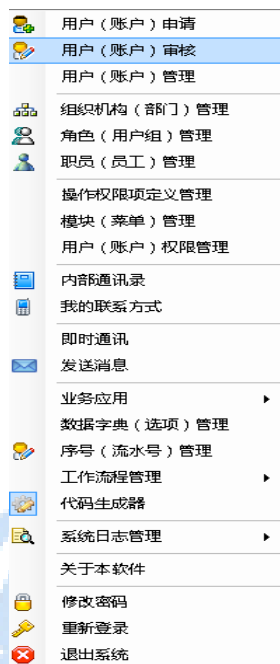 用户（账户）申请
用户（账户）审核
用户（账户）管理
组织机构（部门）管理
角色（用户组）管理
职员（员工）管理
操作权限项定义管理
模块（菜单）管理
用户（账户）权限管理
内部通讯录
我的联系方式
即时通讯
发送消息
业务应用
数据字典（选项）管理
序号（流水号）管理
工作流程管理
代码生成器
系统日志管理
关于本软件
修改密码
重新登录
退出系统